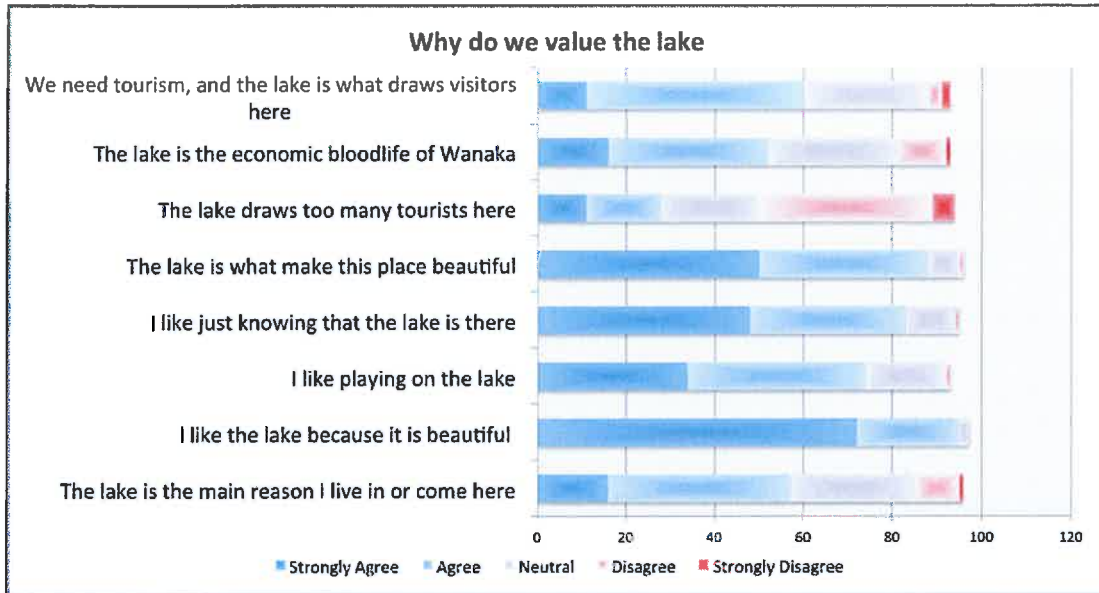 Why do we value the lake
We need tourism, and the lake is what draws visitors
here
The lake is the economic bloodlife of Wanaka
The lake draws too many tourists here
The lake is what make this place beautiful
I like just knowing that the lake is there
I like playing on the lake
I like the lake because it is beautiful
The lake is the main reason I live in or come here
0 20 40 60 80 100 120
Strongly Agree Agree Neutral Disagree Strongly Disagree